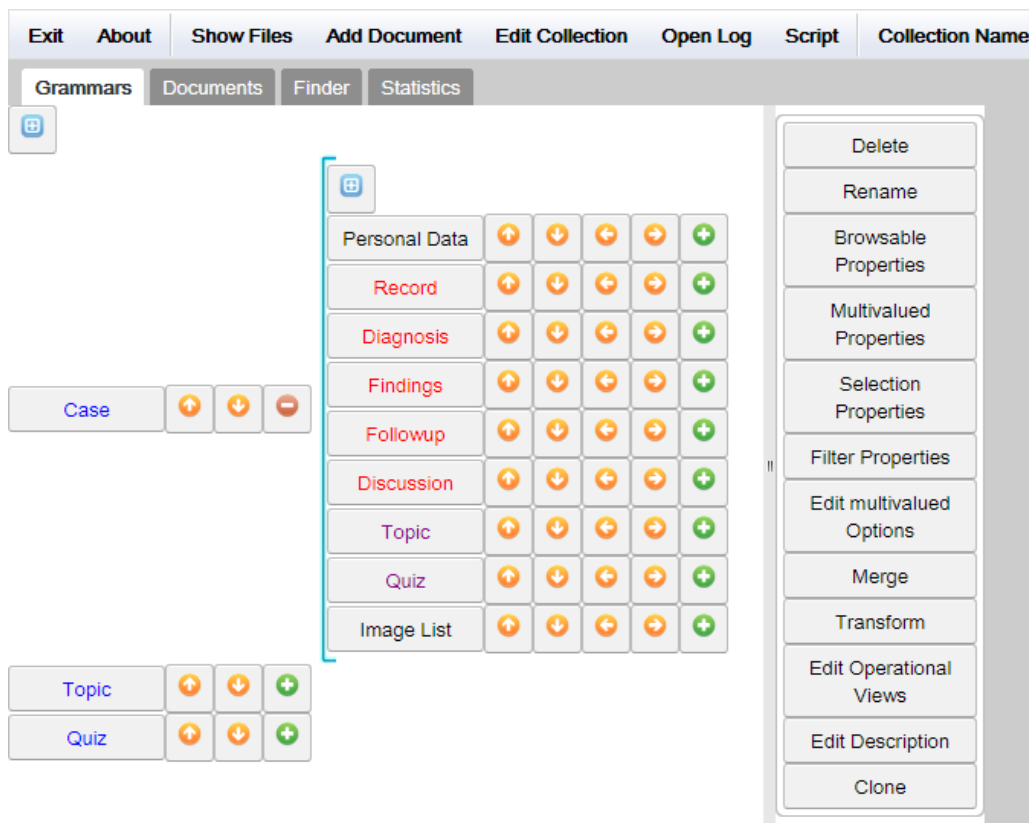 Exit About Show Files Add Document Edit Collection Open Log Script Collection Name
Grammars Documents Finder Statistics
Personal Data
Record
Diagnosis
Findings
Case
Followup
Discussion
Topic
Quiz
Image List
Topic
Quiz
Delete
Rename
Browsable
Properties
Multivalued
Properties
Selection
Properties
Filter Properties
Edit multivalued
Options
Merge
Transform
Edit Operational
Views
Edit Description
Clone